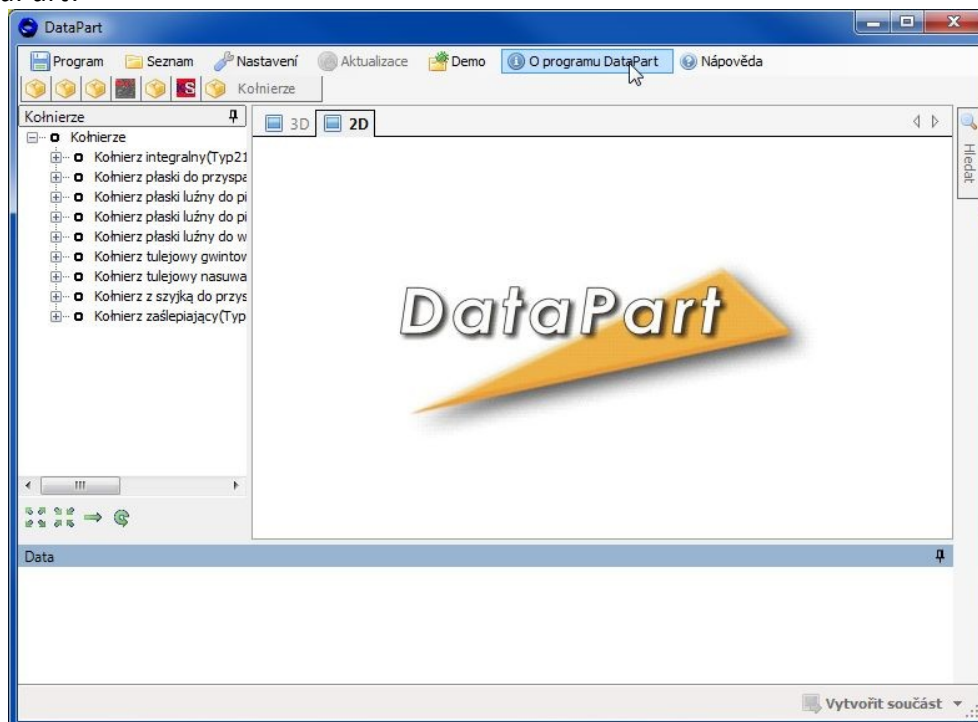 DataPart
Program Seznam Nastavení Aktualizace Demo O programu DataPart Nápověda
S Kołnierze
Kołnierze
3D 2D
Hledat
Kołnierze
Kołnierz integralny(Typ21
Kołnierz płaski do przyspa
Kołnierz płaski luźny do pi
Kołnierz płaski luźny do pi
Kołnierz płaski luźny do w
Kołnierz tulejowy gwintov
Kołnierz tulejowy nasuwa
Kołnierz z szyjką do przys
Kołnierz zaślepiający(Typ
DataPart
Data
Vytvořit součást